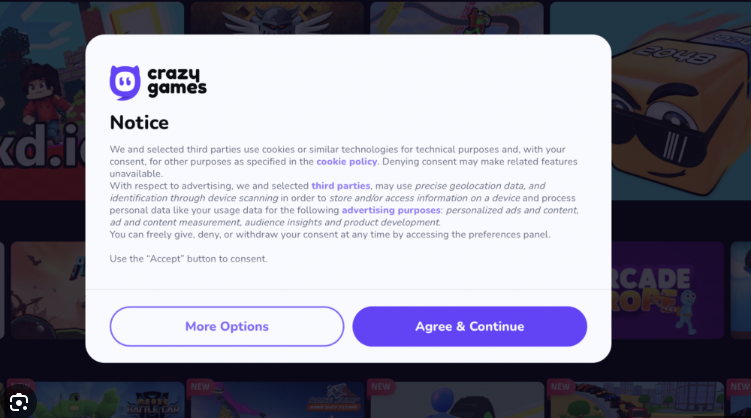 crazy
games
Notice
We and selected third parties use cookies or similar technologies for technical purposes and, with your
consent, for other purposes as specified in the cookie policy. Denying consent may make related features
unavailable.
With respect to advertising, we and selected third parties, may use precise geolocation data, and
identification through device scanning in order to store and/or access information on a device and process
personal data like your usage data for the following advertising purposes: personalized ads and content,
ad and content measurement, audience insights and product development.
You can freely give, deny, or withdraw your consent at any time by accessing the preferences panel.
Use the “Accept” button to consent.
More Options
Agree & Continue
2048
kd.io
NEW
NEW
NEW
NEW
NEW